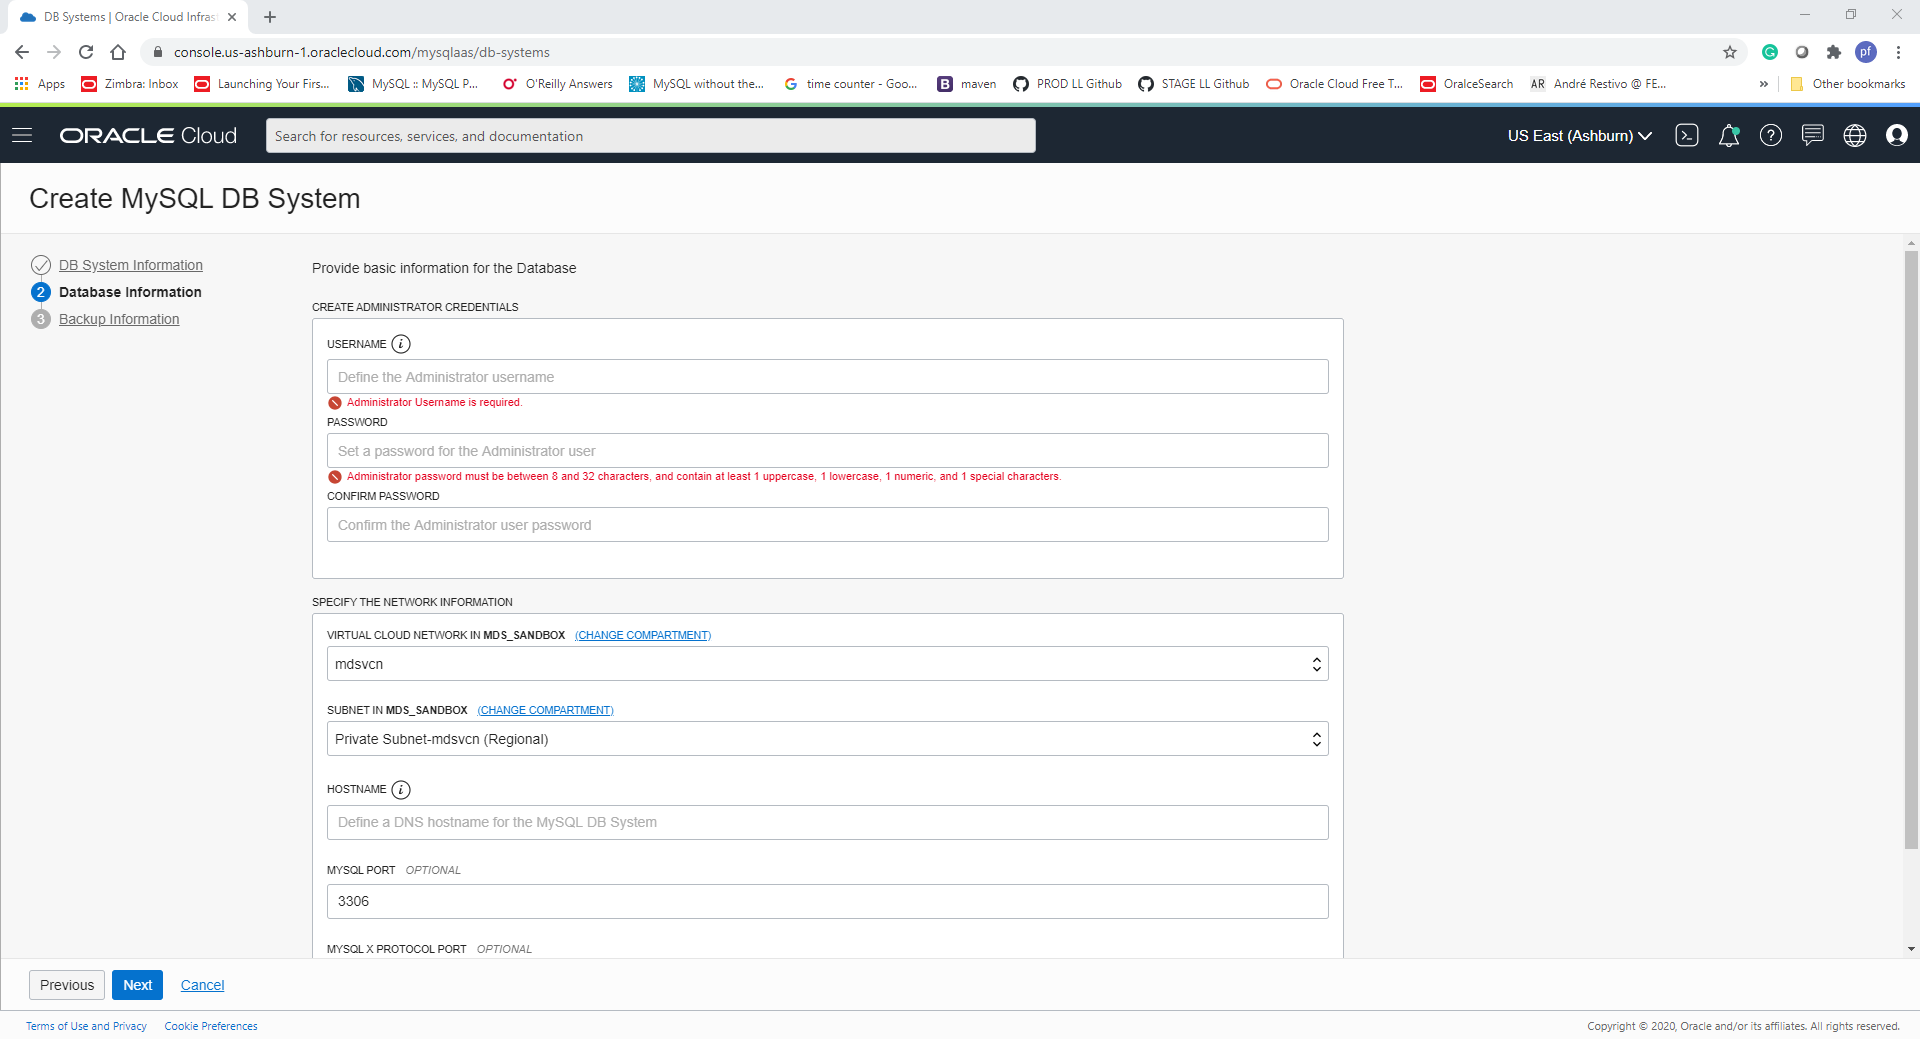 DB Systems | Oracle Cloud Infras
console.us-ashburn-1.oraclecloud.com/mysqlaas/db-systems
pf
Apps Zimbra: Inbox Launching Your Firs... MySQL :: MySQL P... O'Reilly Answers MySQL without the... time counter - Goo... B maven PROD LL Github STAGE LL Github Oracle Cloud Free T... OralceSearch AR André Restivo @ FE... » Other bookmarks
ORACLE Cloud Search for resources, services, and documentation US East (Ashburn)
Create MySQL DB System
DB System Information
2 Database Information
3 Backup Information
Provide basic information for the Database
CREATE ADMINISTRATOR CREDENTIALS
USERNAME i
Define the Administrator username
Administrator Username is required.
PASSWORD
Set a password for the Administrator user
Administrator password must be between 8 and 32 characters, and contain at least 1 uppercase, 1 lowercase, 1 numeric, and 1 special characters.
CONFIRM PASSWORD
Confirm the Administrator user password
SPECIFY THE NETWORK INFORMATION
VIRTUAL CLOUD NETWORK IN MDS_SANDBOX (CHANGE COMPARTMENT)
mdsvcn
SUBNET IN MDS_SANDBOX (CHANGE COMPARTMENT)
Private Subnet-mdsvcn (Regional)
HOSTNAME i
Define a DNS hostname for the MySQL DB System
MYSQL PORT OPTIONAL
3306
MYSQL X PROTOCOL PORT OPTIONAL
Previous Next Cancel
Terms of Use and Privacy Cookie Preferences
Copyright © 2020, Oracle and/or its affiliates. All rights reserved.